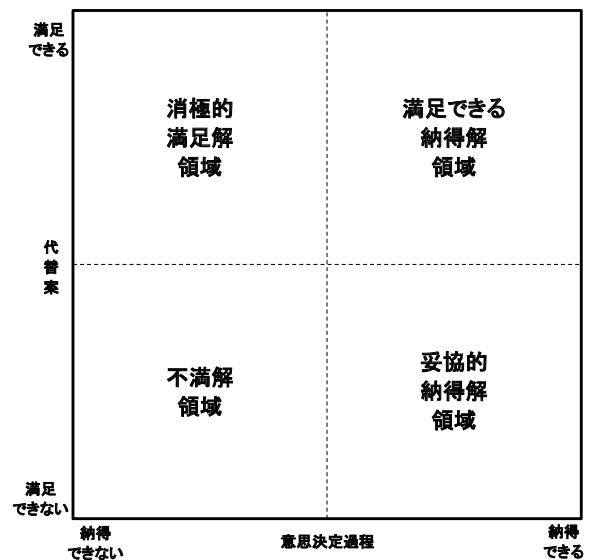 満足
できる
消極的
満足解
領域
満足できる
納得解
領域
代
替
案
不満解
領域
妥協的
納得解
領域
満足
できない
納得
できない
意思決定過程
納得
できる